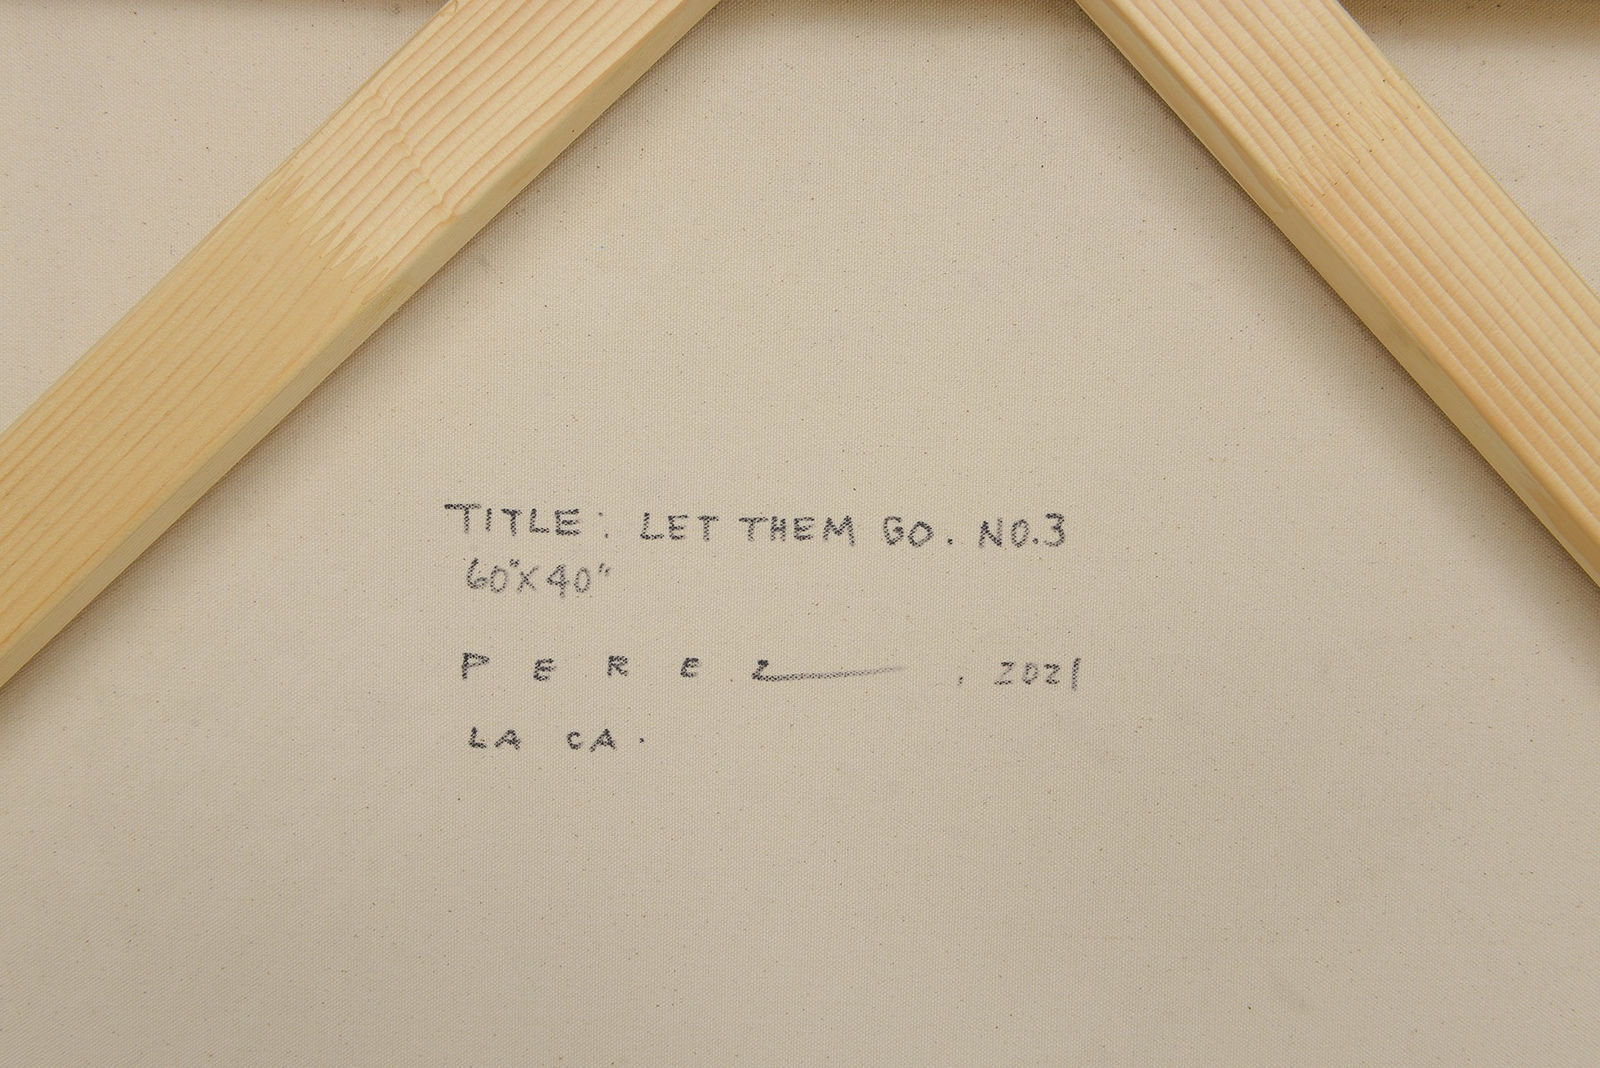 TITLE: LET THEM GO. NO.3
60"X40"
P E R E Z , 2021
LA CA.